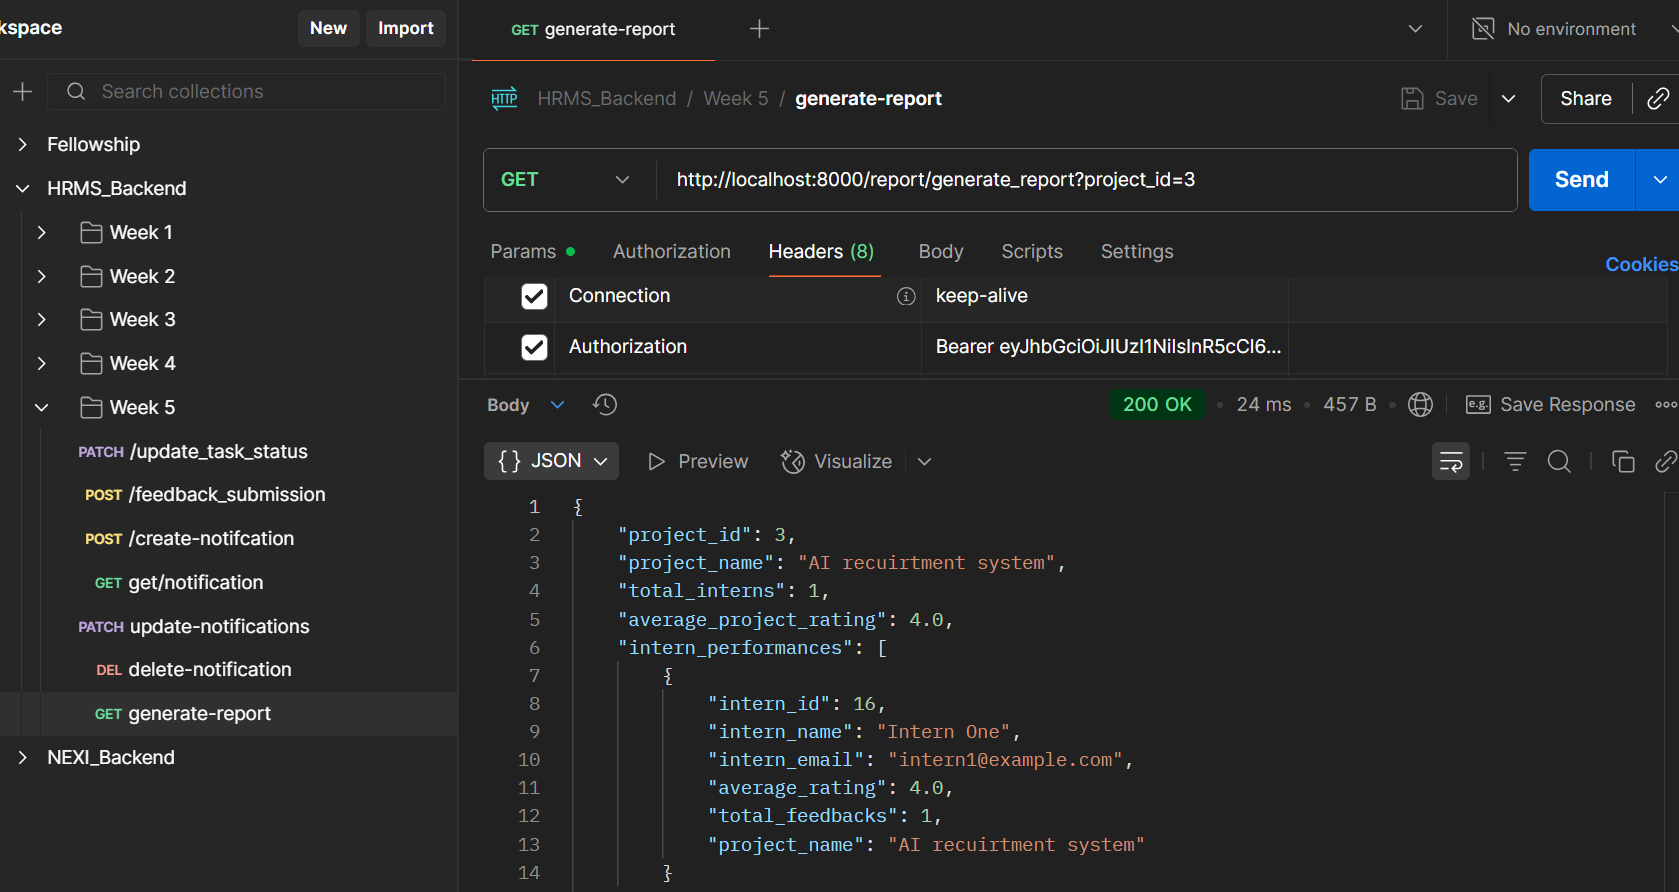 kspace
New
Import
GET generate-report
No environment
Search collections
HTTP
HRMS_Backend / Week 5 / generate-report
Save
Share
Fellowship
HRMS_Backend
Week 1
Week 2
Week 3
Week 4
Week 5
PATCH /update_task_status
POST /feedback_submission
POST /create-notifcation
GET get/notification
PATCH update-notifications
DEL delete-notification
GET generate-report
NEXI_Backend
GET
http://localhost:8000/report/generate_report?project_id=3
Send
Params
Authorization
Headers (8)
Body
Scripts
Settings
Cookies
Connection
keep-alive
Authorization
Bearer eyJhbGciOiJIUzI1NiIsInR5cCI6...
Body
200 OK
24 ms
457 B
e.g.
Save Response
{} JSON
Preview
Visualize
1 {
2 "project_id": 3,
3 "project_name": "AI recuirtment system",
4 "total_interns": 1,
5 "average_project_rating": 4.0,
6 "intern_performances": [
7 {
8 "intern_id": 16,
9 "intern_name": "Intern One",
10 "intern_email": "intern1@example.com",
11 "average_rating": 4.0,
12 "total_feedbacks": 1,
13 "project_name": "AI recuirtment system"
14 }